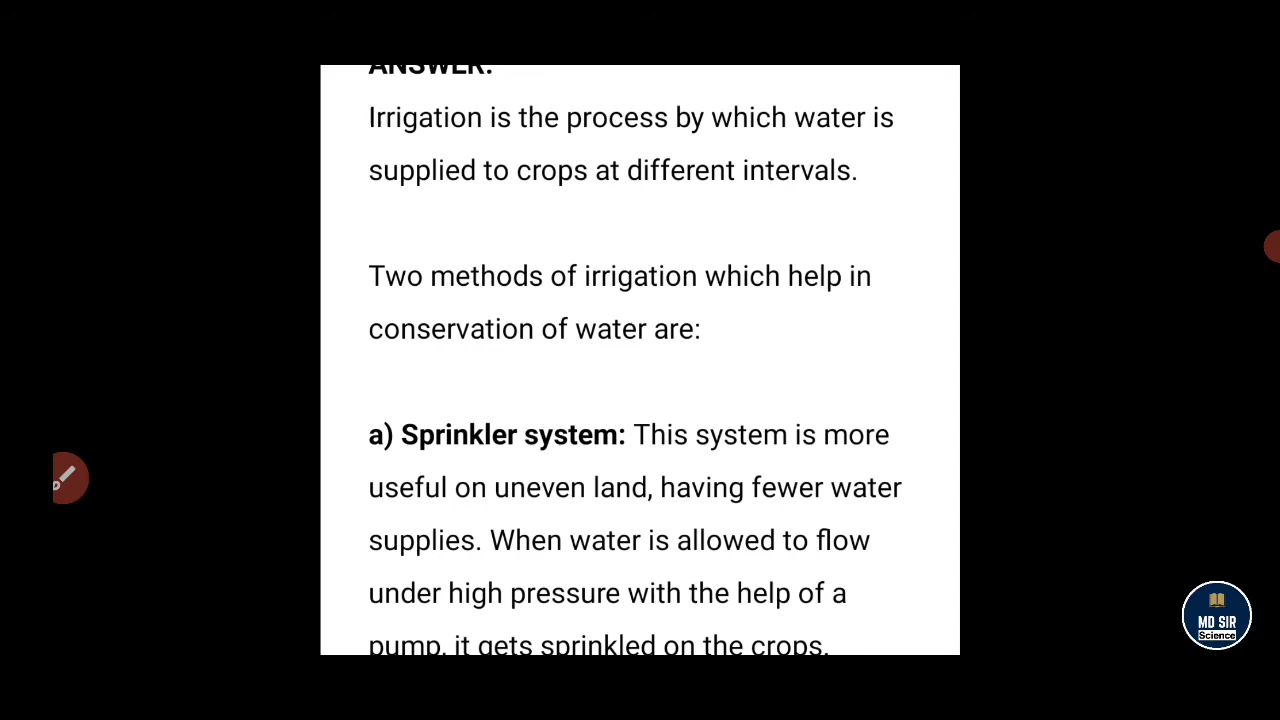 ANSWER:
Irrigation is the process by which water is
supplied to crops at different intervals.
Two methods of irrigation which help in
conservation of water are:
a) Sprinkler system: This system is more
useful on uneven land, having fewer water
supplies. When water is allowed to flow
under high pressure with the help of a
pump, it gets sprinkled on the crops.
MD SIR
Science